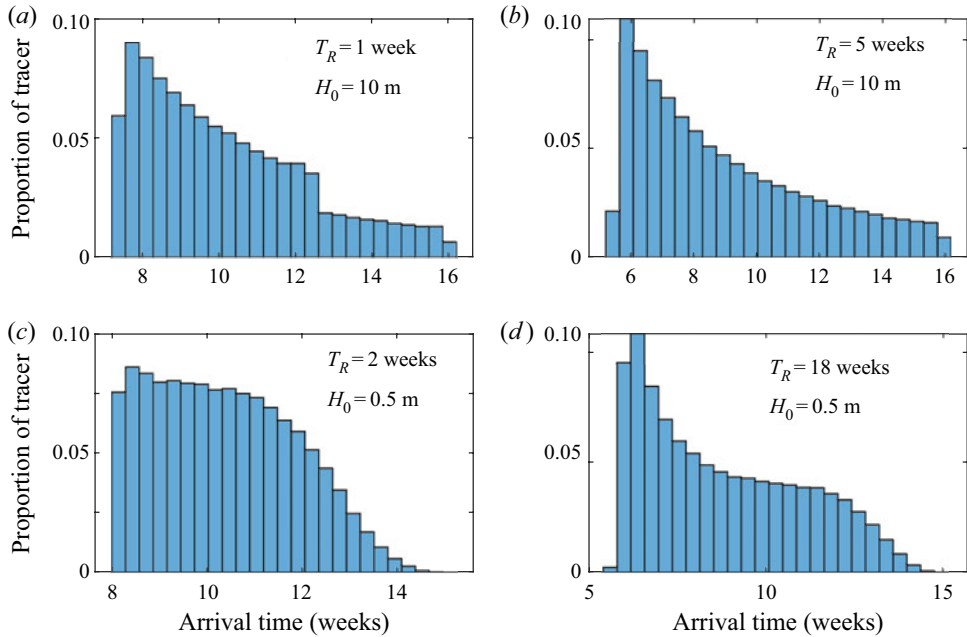 (a)
0.10
0.05
0
Proportion of tracer
T_R = 1 week
H_0 = 10 m
8 10 12 14 16
(b)
0.10
0.05
0
T_R = 5 weeks
H_0 = 10 m
6 8 10 12 14 16
(c)
0.10
0.05
0
Proportion of tracer
T_R = 2 weeks
H_0 = 0.5 m
8 10 12 14
Arrival time (weeks)
(d)
0.10
0.05
0
T_R = 18 weeks
H_0 = 0.5 m
5 10 15
Arrival time (weeks)